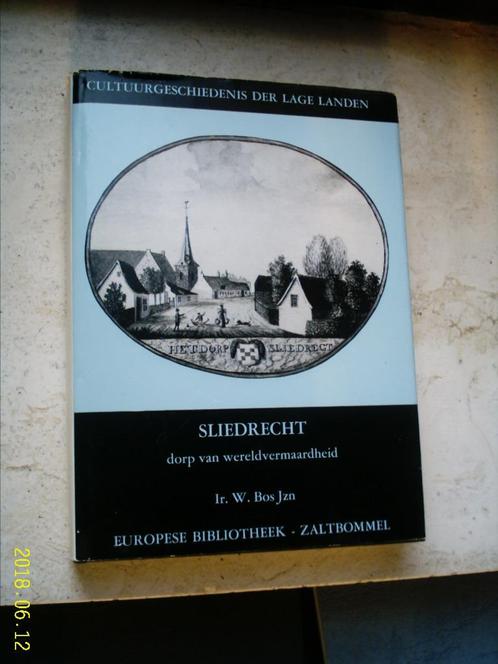 CULTUURGESCHIEDENIS DER LAGE LANDEN
HET DORP SLIEDRECT
SLIEDRECHT
dorp van wereldvermaardheid
Ir. W. Bos Jzn
EUROPESE BIBLIOTHEEK - ZALTBOMMEL
2018.06.12